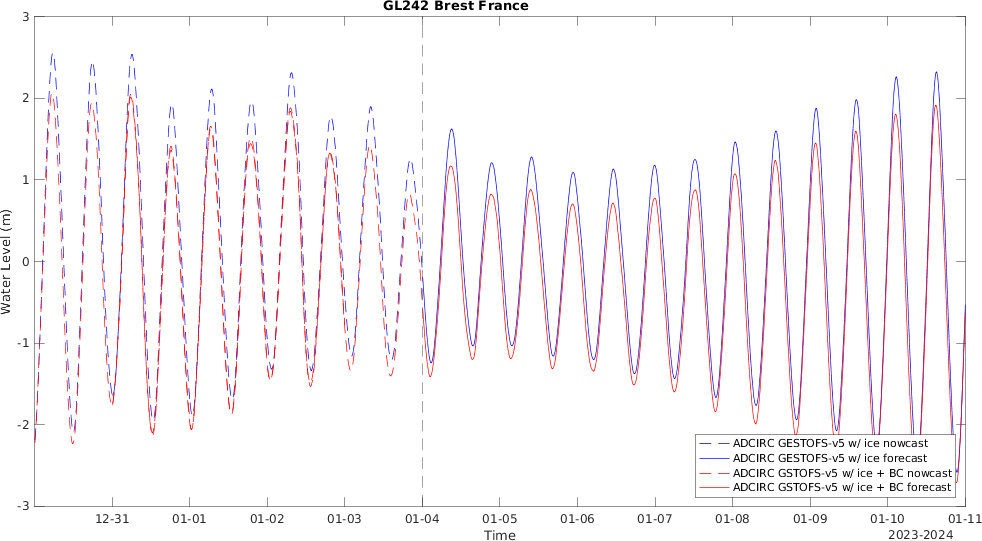 GL242 Brest France
3
2
1
0
-1
-2
-3
Water Level (m)
ADCIRC GESTOFS-v5 w/ ice nowcast
ADCIRC GESTOFS-v5 w/ ice forecast
ADCIRC GSTOFS-v5 w/ ice + BC nowcast
ADCIRC GSTOFS-v5 w/ ice + BC forecast
12-31 01-01 01-02 01-03 01-04 01-05 01-06 01-07 01-08 01-09 01-10 01-11
Time
2023-2024